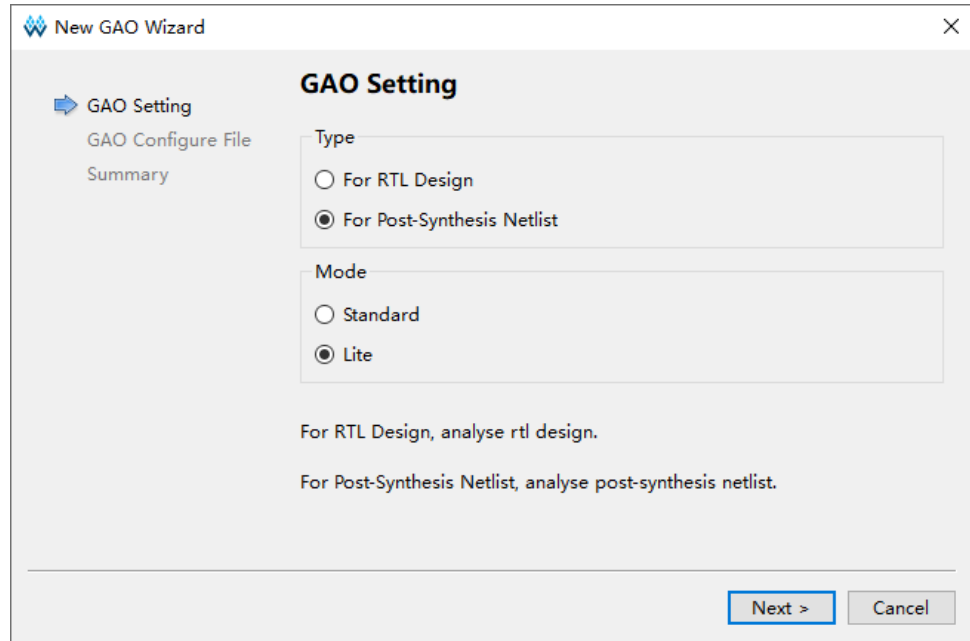 New GAO Wizard
GAO Setting
GAO Configure File
Summary
GAO Setting
Type
For RTL Design
For Post-Synthesis Netlist
Mode
Standard
Lite
For RTL Design, analyse rtl design.
For Post-Synthesis Netlist, analyse post-synthesis netlist.
Next >
Cancel